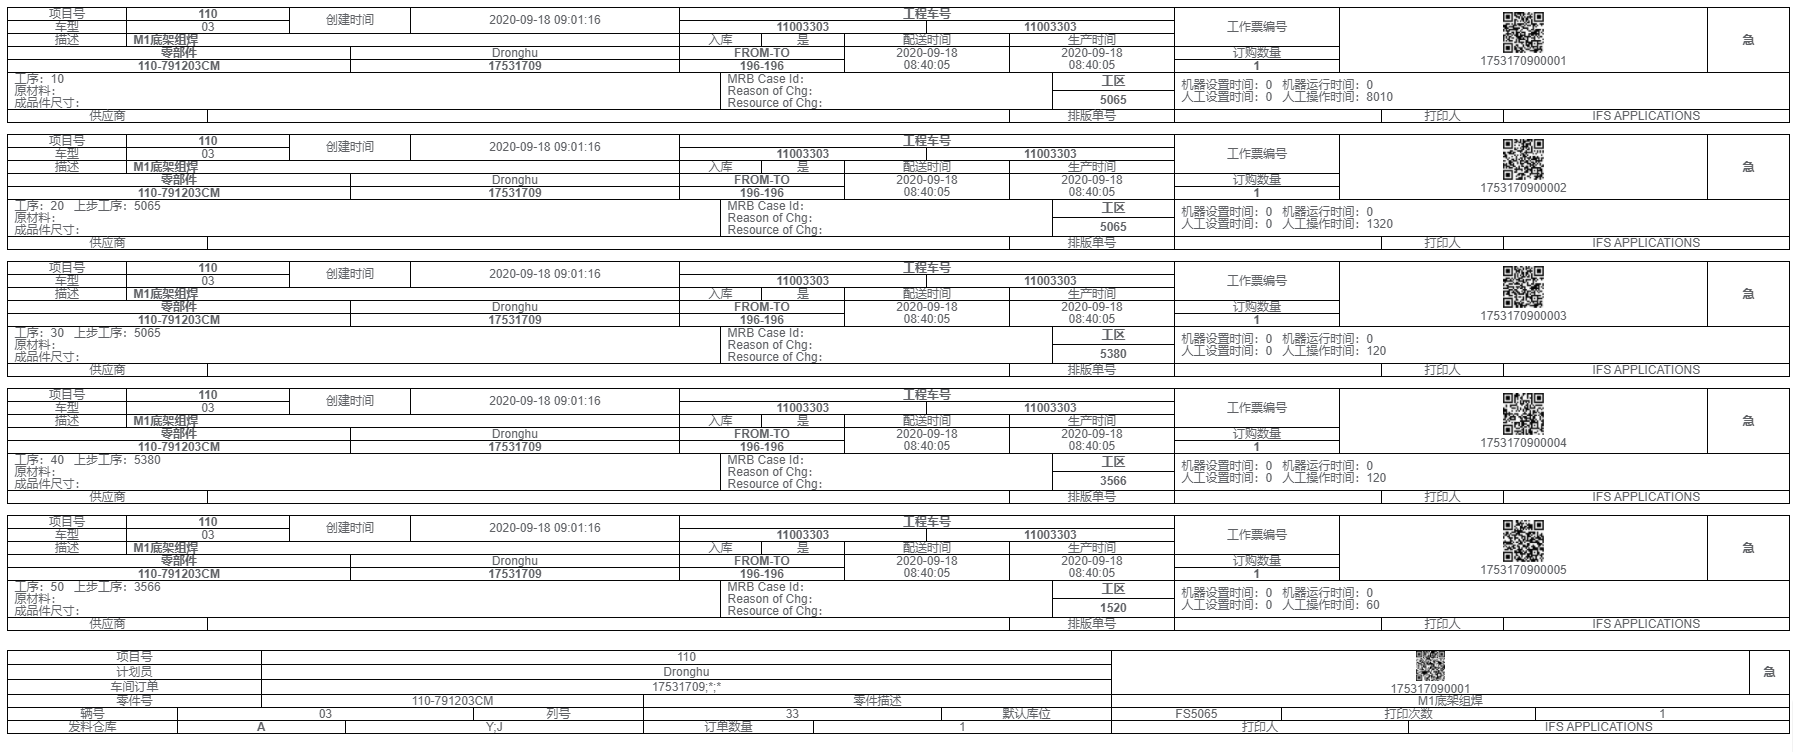 项目号 110 创建时间 2020-09-18 09:01:16 工程车号 工作票编号 急
车型 03 11003303 11003303
描述 M1底架组焊 入库 是 配送时间 生产时间
零部件 Dronghu FROM-TO 2020-09-18 08:40:05 2020-09-18 08:40:05 订购数量
110-791203CM 17531709 196-196 1 1753170900001
工序：10 MRB Case Id： 工区 机器设置时间：0 机器运行时间：0
原材料： Reason of Chg： 5065 人工设置时间：0 人工操作时间：8010
成品件尺寸： Resource of Chg：
供应商 排版单号 打印人 IFS APPLICATIONS
项目号 110 创建时间 2020-09-18 09:01:16 工程车号 工作票编号 急
车型 03 11003303 11003303
描述 M1底架组焊 入库 是 配送时间 生产时间
零部件 Dronghu FROM-TO 2020-09-18 08:40:05 2020-09-18 08:40:05 订购数量
110-791203CM 17531709 196-196 1 1753170900002
工序：20 上步工序：5065 MRB Case Id： 工区 机器设置时间：0 机器运行时间：0
原材料： Reason of Chg： 5065 人工设置时间：0 人工操作时间：1320
成品件尺寸： Resource of Chg：
供应商 排版单号 打印人 IFS APPLICATIONS
项目号 110 创建时间 2020-09-18 09:01:16 工程车号 工作票编号 急
车型 03 11003303 11003303
描述 M1底架组焊 入库 是 配送时间 生产时间
零部件 Dronghu FROM-TO 2020-09-18 08:40:05 2020-09-18 08:40:05 订购数量
110-791203CM 17531709 196-196 1 1753170900003
工序：30 上步工序：5065 MRB Case Id： 工区 机器设置时间：0 机器运行时间：0
原材料： Reason of Chg： 5380 人工设置时间：0 人工操作时间：120
成品件尺寸： Resource of Chg：
供应商 排版单号 打印人 IFS APPLICATIONS
项目号 110 创建时间 2020-09-18 09:01:16 工程车号 工作票编号 急
车型 03 11003303 11003303
描述 M1底架组焊 入库 是 配送时间 生产时间
零部件 Dronghu FROM-TO 2020-09-18 08:40:05 2020-09-18 08:40:05 订购数量
110-791203CM 17531709 196-196 1 1753170900004
工序：40 上步工序：5380 MRB Case Id： 工区 机器设置时间：0 机器运行时间：0
原材料： Reason of Chg： 3566 人工设置时间：0 人工操作时间：120
成品件尺寸： Resource of Chg：
供应商 排版单号 打印人 IFS APPLICATIONS
项目号 110 创建时间 2020-09-18 09:01:16 工程车号 工作票编号 急
车型 03 11003303 11003303
描述 M1底架组焊 入库 是 配送时间 生产时间
零部件 Dronghu FROM-TO 2020-09-18 08:40:05 2020-09-18 08:40:05 订购数量
110-791203CM 17531709 196-196 1 1753170900005
工序：50 上步工序：3566 MRB Case Id： 工区 机器设置时间：0 机器运行时间：0
原材料： Reason of Chg： 1520 人工设置时间：0 人工操作时间：60
成品件尺寸： Resource of Chg：
供应商 排版单号 打印人 IFS APPLICATIONS
项目号 110
计划员 Dronghu 急
车间订单 17531709;*;* 175317090001
零件号 110-791203CM 零件描述 M1底架组焊
辆号 03 列号 33 默认库位 FS5065 打印次数 1
发料仓库 A Y;J 订单数量 1 打印人 IFS APPLICATIONS